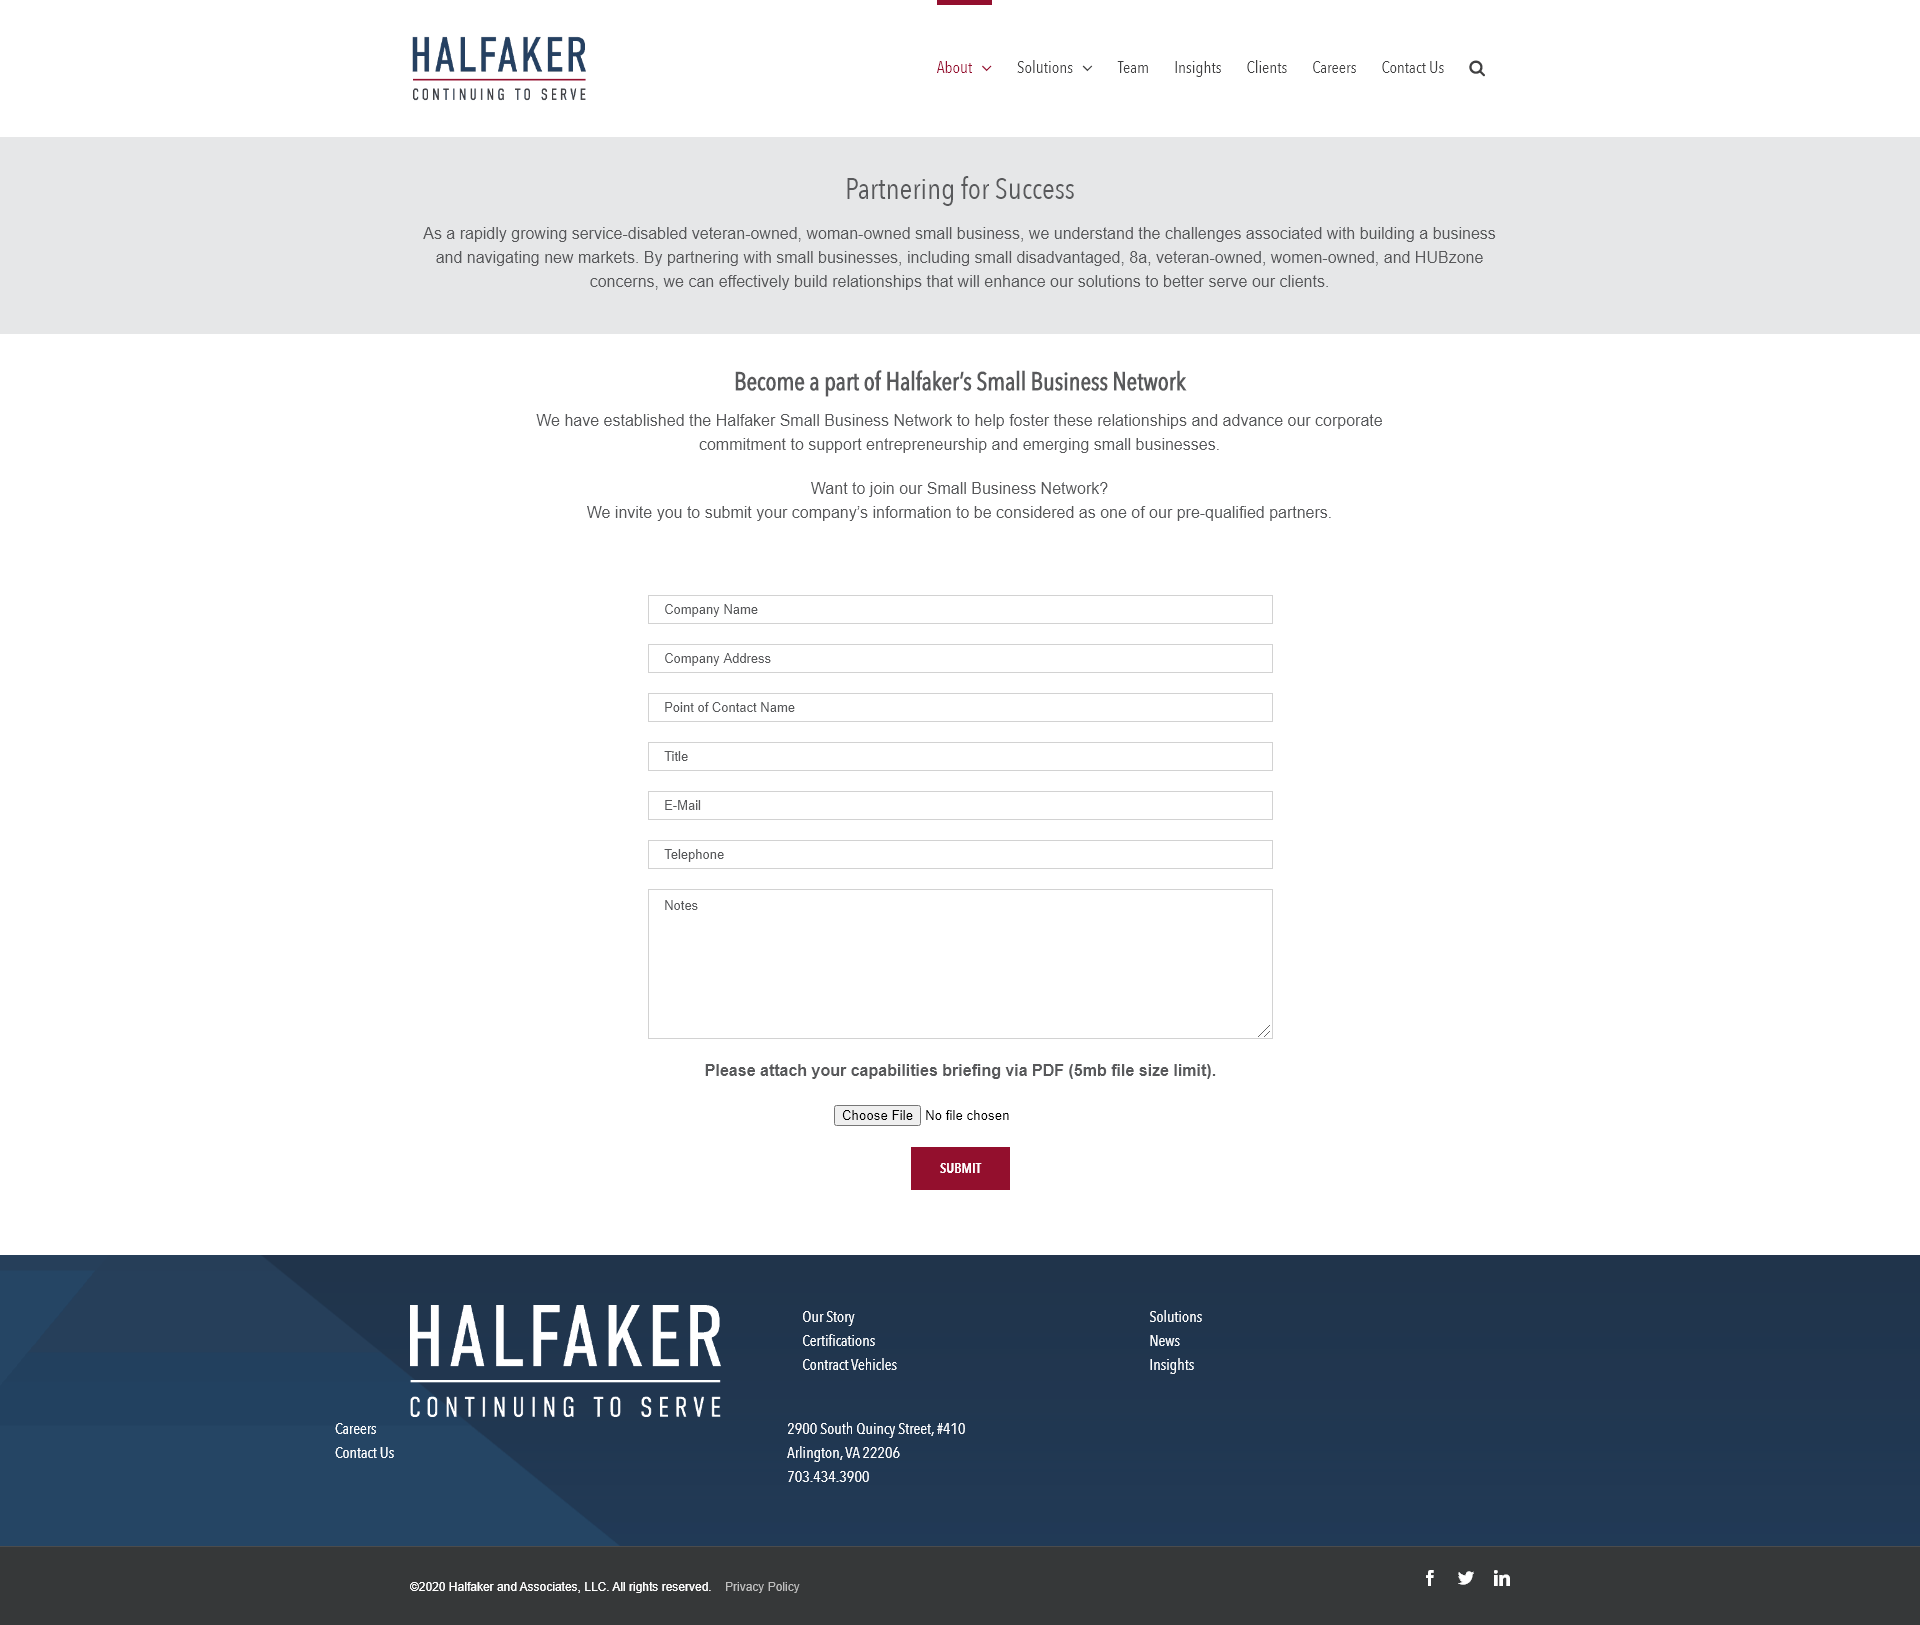 HALFAKER
CONTINUING TO SERVE
About
Solutions
Team
Insights
Clients
Careers
Contact Us
Partnering for Success
As a rapidly growing service-disabled veteran-owned, woman-owned small business, we understand the challenges associated with building a business
and navigating new markets. By partnering with small businesses, including small disadvantaged, 8a, veteran-owned, women-owned, and HUBzone
concerns, we can effectively build relationships that will enhance our solutions to better serve our clients.
Become a part of Halfaker’s Small Business Network
We have established the Halfaker Small Business Network to help foster these relationships and advance our corporate
commitment to support entrepreneurship and emerging small businesses.
Want to join our Small Business Network?
We invite you to submit your company’s information to be considered as one of our pre-qualified partners.
Company Name
Company Address
Point of Contact Name
Title
E-Mail
Telephone
Notes
Please attach your capabilities briefing via PDF (5mb file size limit).
Choose File No file chosen
SUBMIT
HALFAKER
CONTINUING TO SERVE
Our Story
Certifications
Contract Vehicles
Solutions
News
Insights
Careers
Contact Us
2900 South Quincy Street, #410
Arlington, VA 22206
703.434.3900
©2020 Halfaker and Associates, LLC. All rights reserved. Privacy Policy